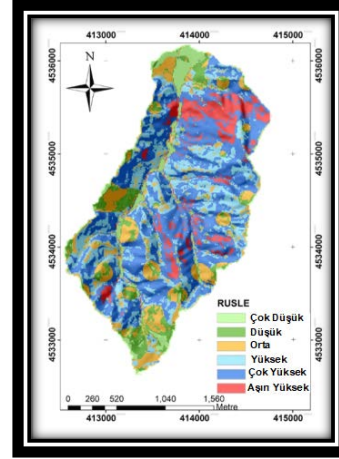 413000 414000 415000
4536000 4536000
N
4535000 4535000
4534000 4534000
4533000 4533000
RUSLE
Çok Düşük
Düşük
Orta
Yüksek
Çok Yüksek
Aşırı Yüksek
0 260 520 1,040 1,560
Metre
413000 414000 415000